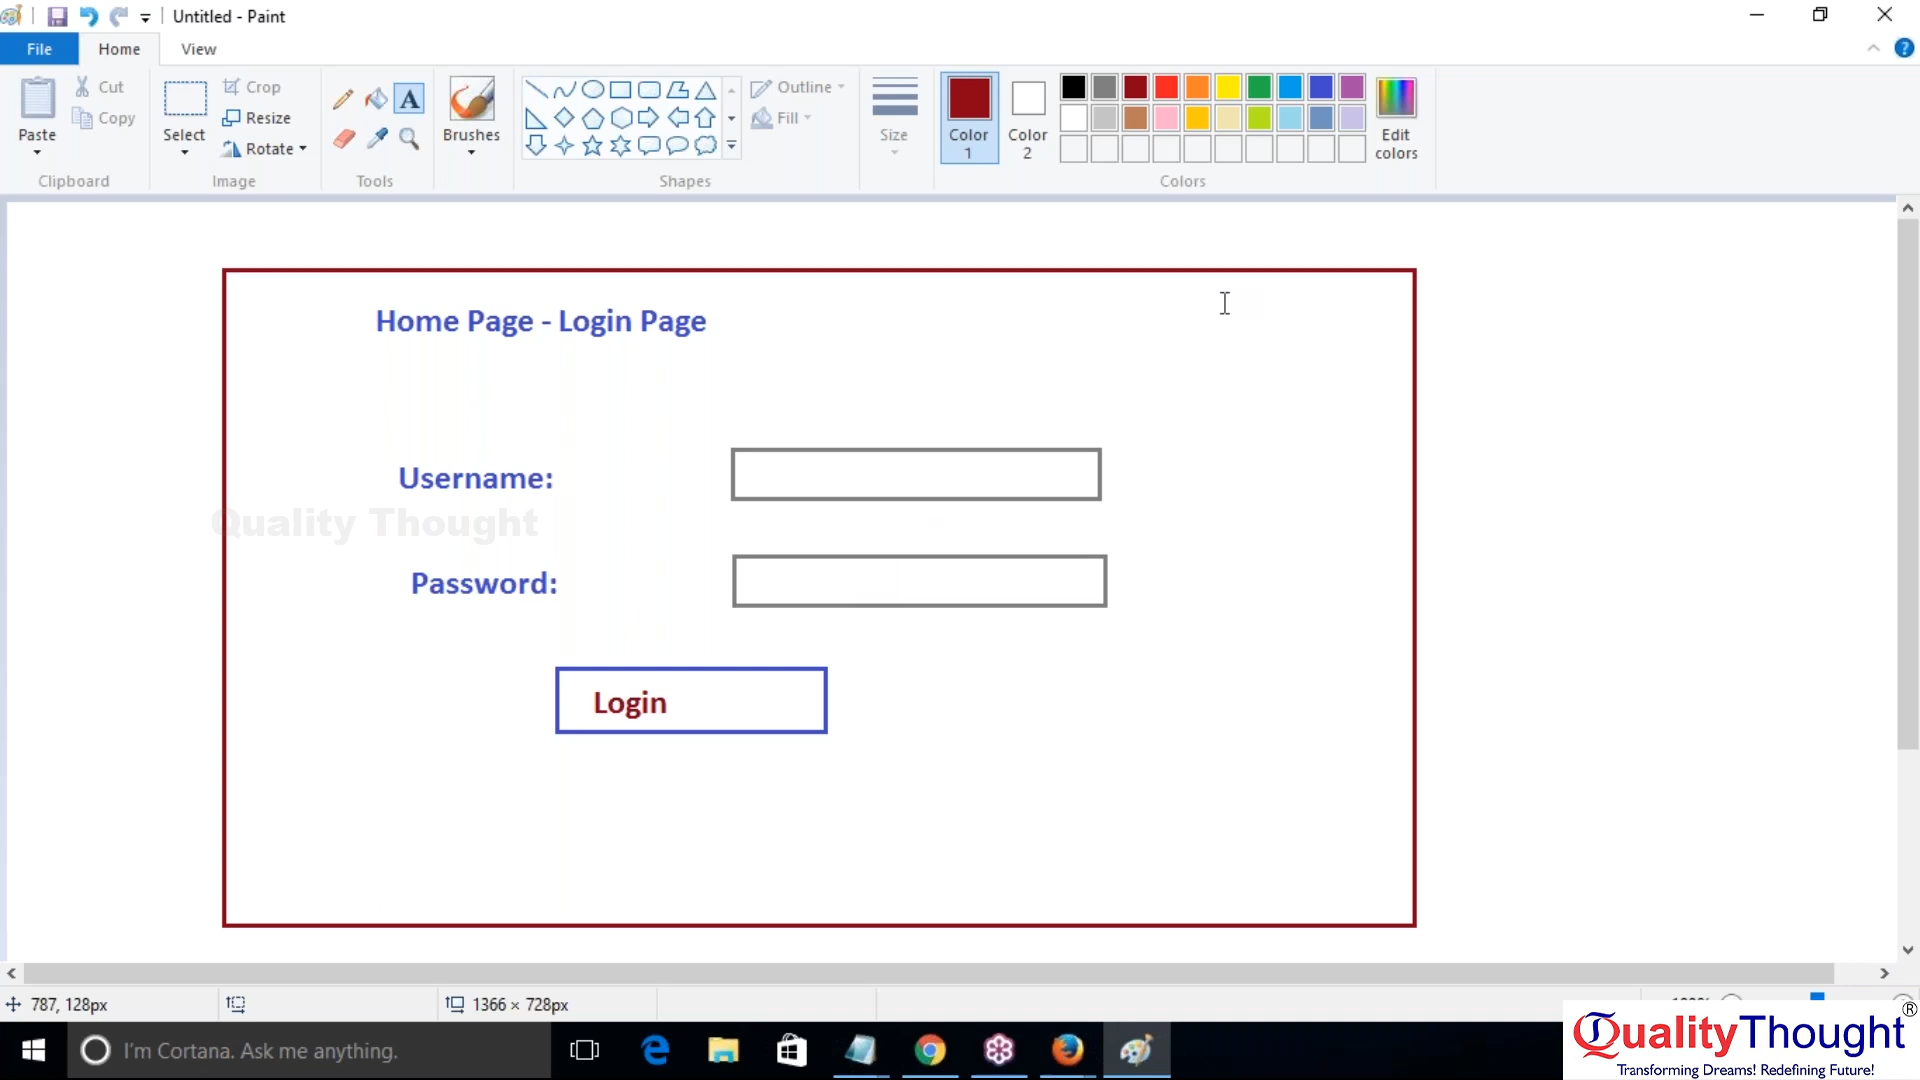 Untitled - Paint
File Home View
Paste
Cut
Copy
Clipboard
Select
Crop
Resize
Rotate
Image
Tools
Brushes
Shapes
Outline
Fill
Size
Color 1
Color 2
Edit colors
Colors
Home Page - Login Page
Username:
Quality Thought
Password:
Login
787, 128px
1366 × 728px
I'm Cortana. Ask me anything.
QualityThought®
Transforming Dreams! Redefining Future!